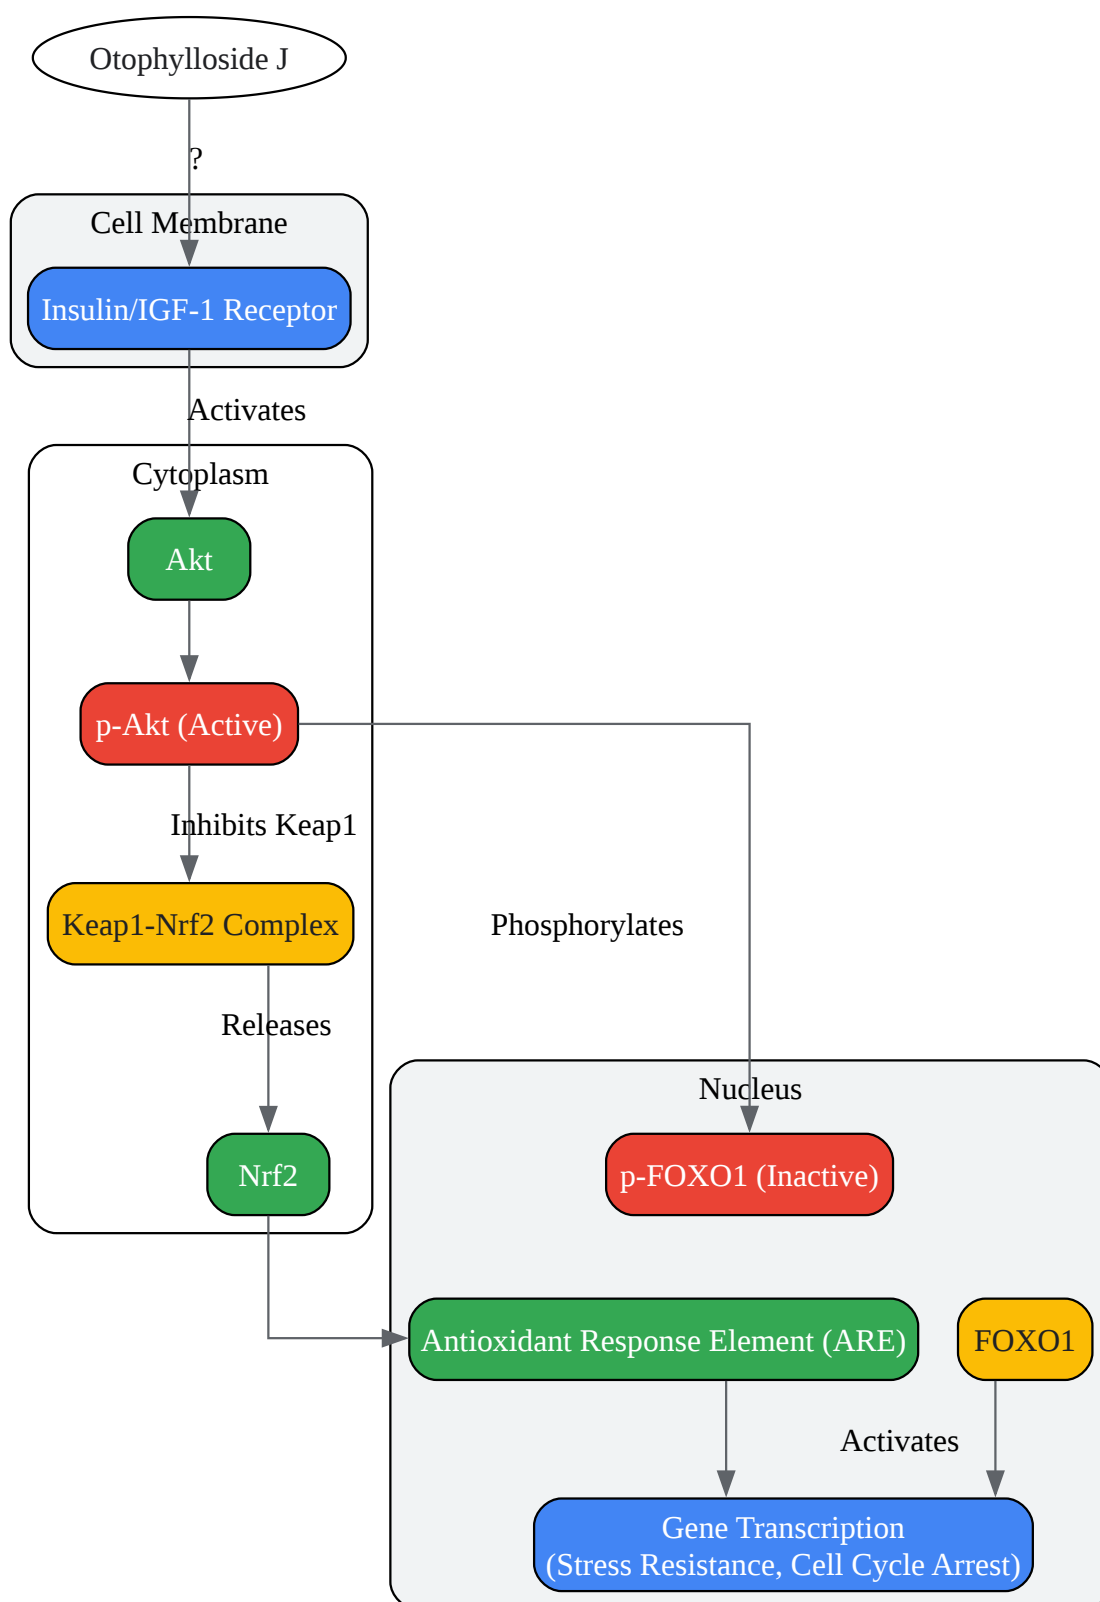 Otophylloside J
?
Cell Membrane
Insulin/IGF-1 Receptor
Activates
Cytoplasm
Akt
p-Akt (Active)
Inhibits Keap1
Keap1-Nrf2 Complex
Phosphorylates
Releases
Nucleus
Nrf2
p-FOXO1 (Inactive)
Antioxidant Response Element (ARE)
FOXO1
Activates
Gene Transcription
(Stress Resistance, Cell Cycle Arrest)